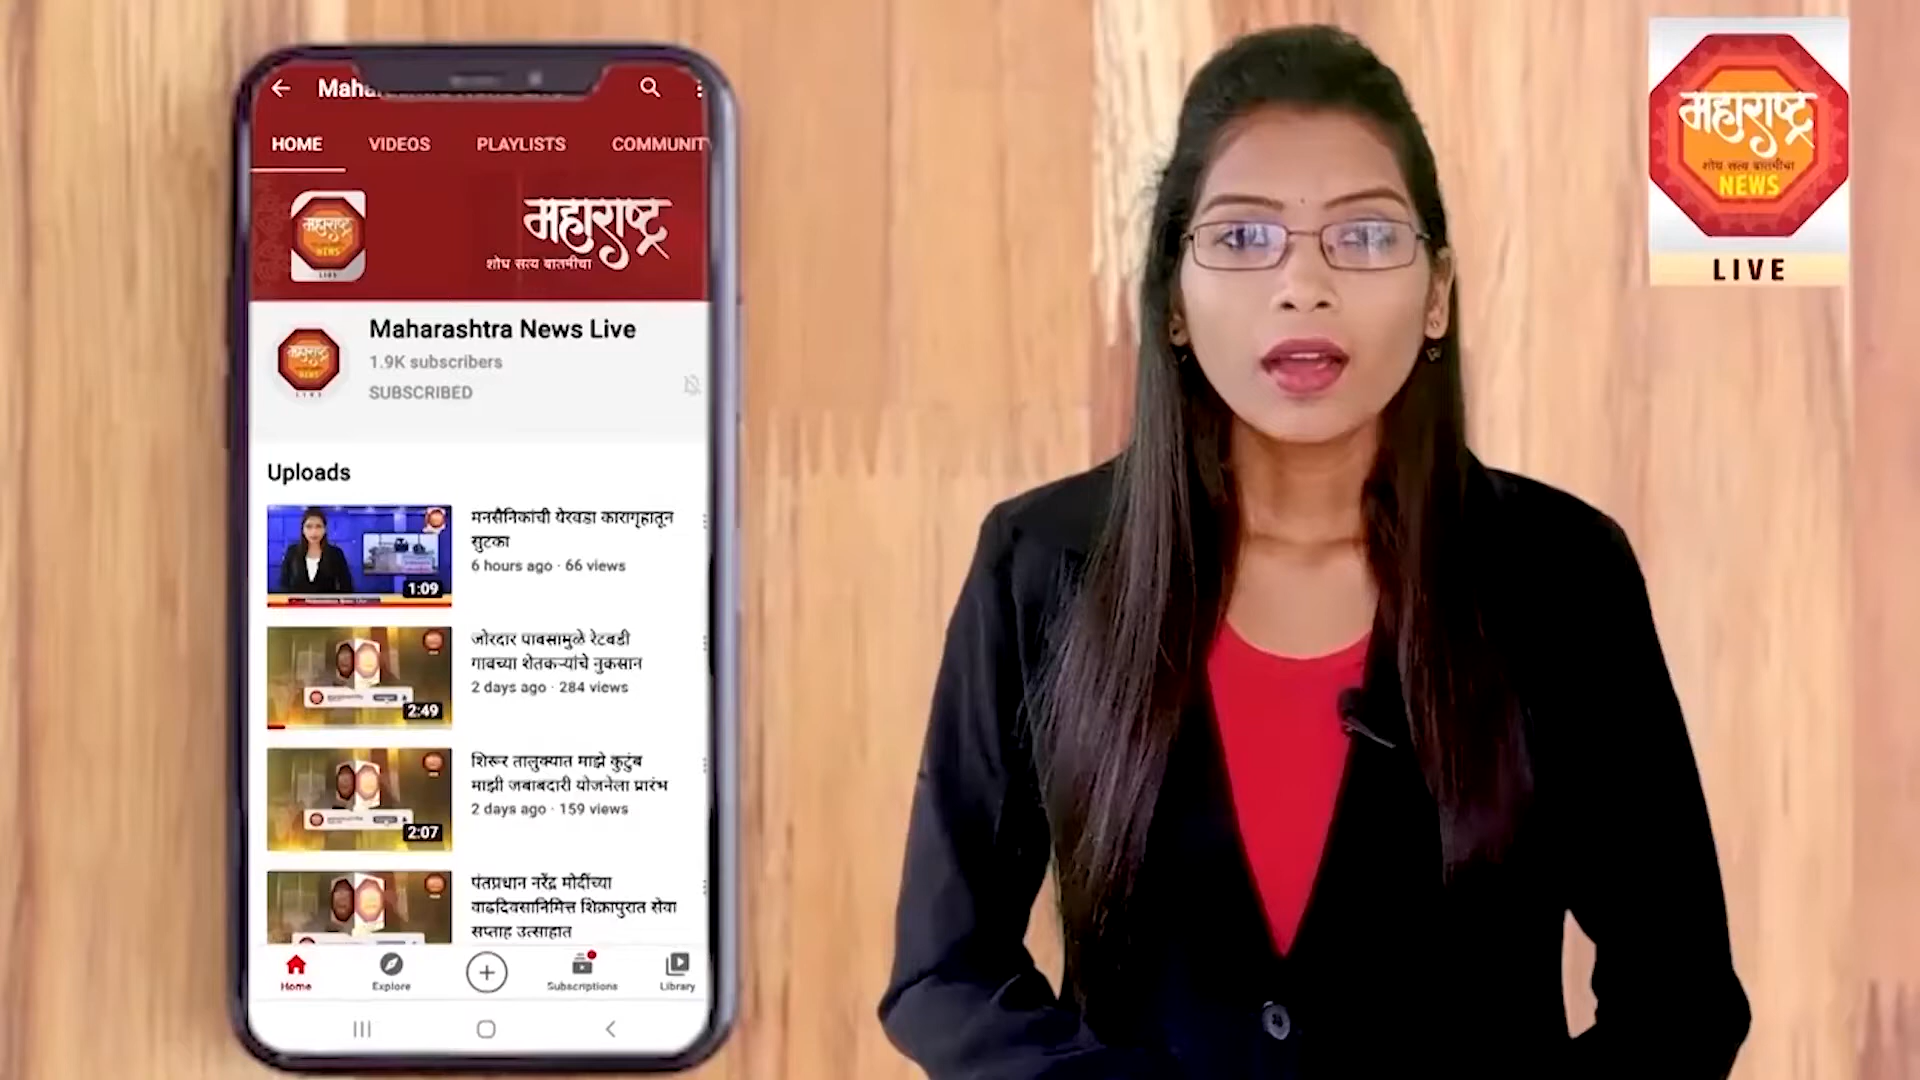 HOME VIDEOS PLAYLISTS
महाराष्ट्र
शोध सत्य बातमीचा
Maharashtra News Live
1.9K subscribers
SUBSCRIBED
Uploads
मनसैनिकांची येरवडा कारागृहातून
सुटका
6 hours ago · 66 views
1:09
जोरदार पावसामुळे रेटवडी
गावच्या शेतकऱ्यांचे नुकसान
2 days ago · 284 views
2:49
शिरूर तालुक्यात माझे कुटुंब
माझी जबाबदारी योजनेला प्रारंभ
2 days ago · 159 views
2:07
पंतप्रधान नरेंद्र मोदींच्या
वाढदिवसानिमित्त शिक्रापुरात सेवा
सप्ताह उत्साहात
Home Explore Subscriptions Library
महाराष्ट्र
शोध सत्य बातमीचा
NEWS
LIVE